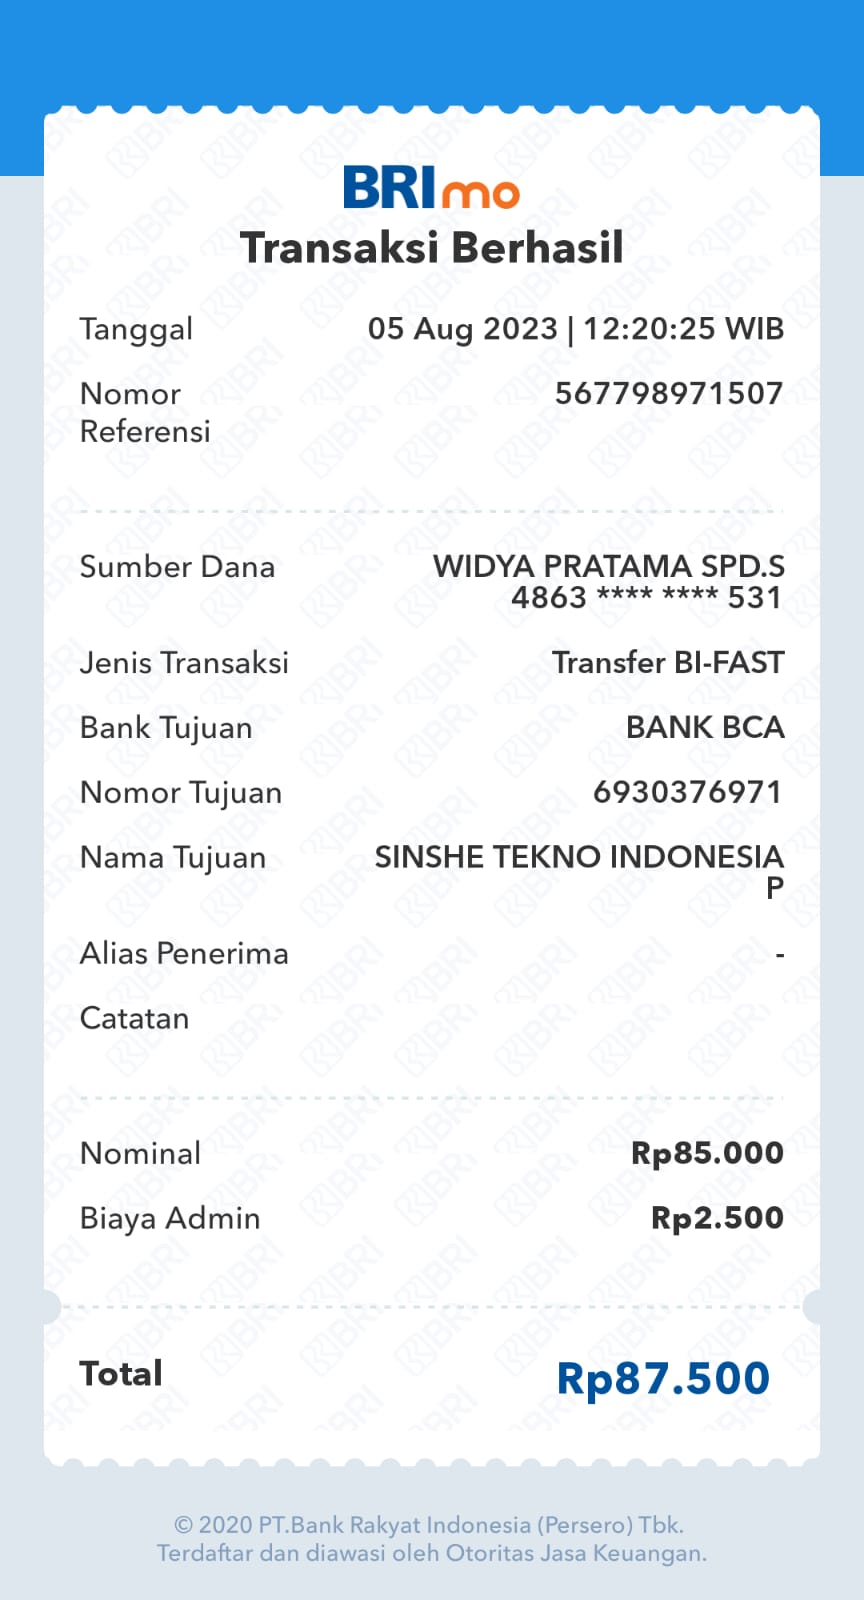 BRImo
Transaksi Berhasil
Tanggal 05 Aug 2023 | 12:20:25 WIB
Nomor Referensi 567798971507
Sumber Dana WIDYA PRATAMA SPD.S
4863 **** **** 531
Jenis Transaksi Transfer BI-FAST
Bank Tujuan BANK BCA
Nomor Tujuan 6930376971
Nama Tujuan SINSHE TEKNO INDONESIA
P
Alias Penerima -
Catatan
Nominal Rp85.000
Biaya Admin Rp2.500
Total Rp87.500
© 2020 PT.Bank Rakyat Indonesia (Persero) Tbk.
Terdaftar dan diawasi oleh Otoritas Jasa Keuangan.